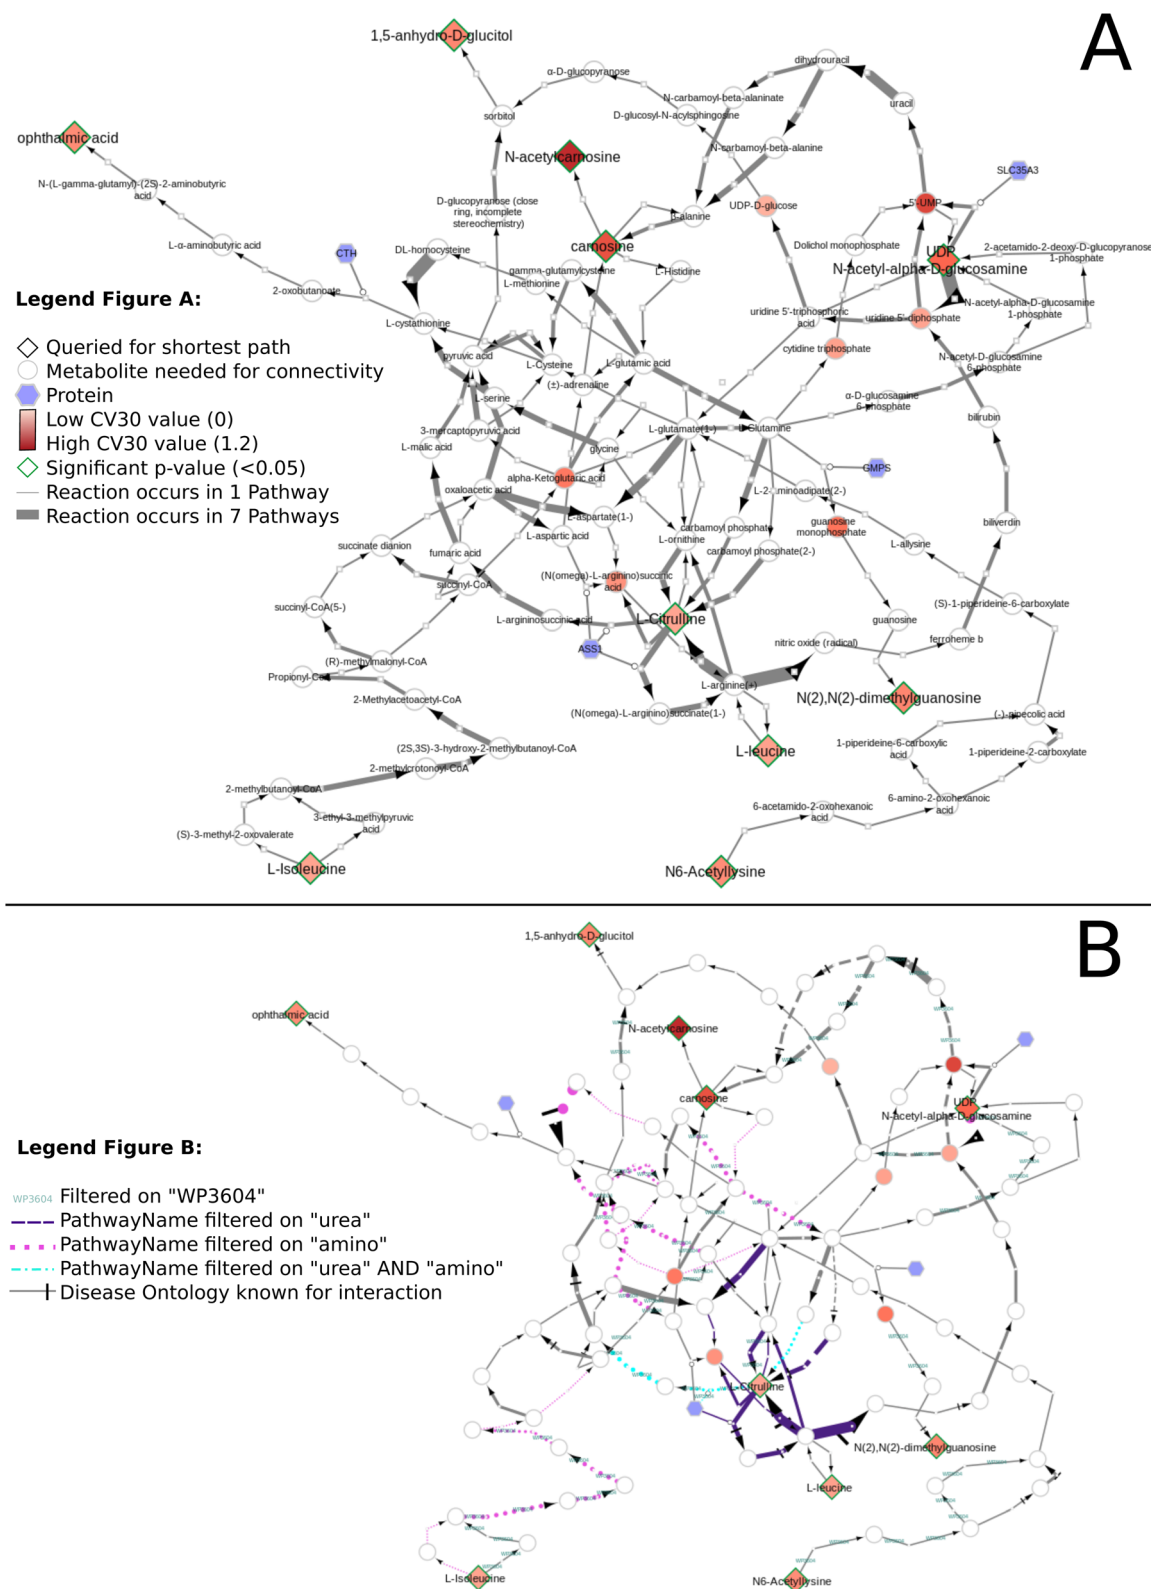 A
1,5-anhydro-D-glucitol
α-D-glucopyranose
dihydrouracil
N-carbamoyl-beta-alaninate
uracil
D-glucosyl-N-acylsphingosine
sorbitol
ophthalmic acid
N-carbamoyl-beta-alanine
N-acetylcarnosine
SLC35A3
N-(L-gamma-glutamyl)-(2S)-2-aminobutyric
acid
D-glucopyranose (close
ring, incomplete
stereochemistry)
UDP-D-glucose
5'-UMP
β-alanine
L-α-aminobutyric acid
CTH
DL-homocysteine
carnosine
Dolichol monophosphate
UDP
N-acetyl-alpha-D-glucosamine
2-acetamido-2-deoxy-D-glucopyranose
1-phosphate
gamma-glutamylcysteine
L-Histidine
L-methionine
2-oxobutanoate
Legend Figure A:
N-acetyl-alpha-D-glucosamine
1-phosphate
uridine 5'-triphosphoric
acid
uridine 5'-diphosphate
L-cystathionine
Queried for shortest path
Metabolite needed for connectivity
Protein
Low CV30 value (0)
High CV30 value (1.2)
Significant p-value (<0.05)
Reaction occurs in 1 Pathway
Reaction occurs in 7 Pathways
cytidine triphosphate
pyruvic acid
L-Cysteine
L-glutamic acid
N-acetyl-D-glucosamine
6-phosphate
(±)-adrenaline
L-serine
α-D-glucosamine
6-phosphate
bilirubin
3-mercaptopyruvic acid
L-glutamate(1-)
L-Glutamine
L-malic acid
glycine
GMPS
alpha-Ketoglutaric acid
oxaloacetic acid
L-2-aminoadipate(2-)
L-aspartate(1-)
L-aspartic acid
carbamoyl phosphate
guanosine
monophosphate
biliverdin
L-ornithine
succinate dianion
fumaric acid
carbamoyl phosphate(2-)
L-allysine
succinyl-CoA
(N(omega)-L-arginino)succinic
acid
succinyl-CoA(5-)
(S)-1-piperideine-6-carboxylate
L-argininosuccinic acid
L-Citrulline
guanosine
ASS1
nitric oxide (radical)
ferroheme b
(R)-methylmalonyl-CoA
Propionyl-CoA
L-arginine(+)
2-Methylacetoacetyl-CoA
N(2),N(2)-dimethylguanosine
(N(omega)-L-arginino)succinate(1-)
(-)-pipecolic acid
(2S,3S)-3-hydroxy-2-methylbutanoyl-CoA
L-leucine
1-piperideine-6-carboxylic
acid
1-piperideine-2-carboxylate
2-methylcrotonoyl-CoA
2-methylbutanoyl-CoA
6-acetamido-2-oxohexanoic
acid
6-amino-2-oxohexanoic
acid
3-ethyl-3-methylpyruvic
acid
(S)-3-methyl-2-oxovalerate
L-Isoleucine
N6-Acetyllysine
B
1,5-anhydro-D-glucitol
ophthalmic acid
N-acetylcarnosine
carnosine
UDP
N-acetyl-alpha-D-glucosamine
Legend Figure B:
WP3604 Filtered on "WP3604"
PathwayName filtered on "urea"
PathwayName filtered on "amino"
PathwayName filtered on "urea" AND "amino"
Disease Ontology known for interaction
L-Citrulline
N(2),N(2)-dimethylguanosine
L-leucine
L-Isoleucine
N6-Acetyllysine